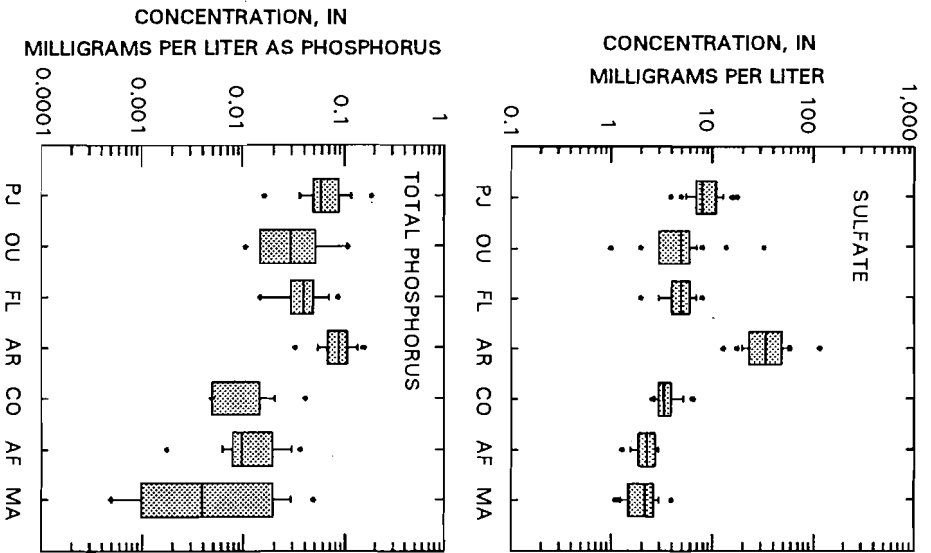 CONCENTRATION, IN
MILLIGRAMS PER LITER AS PHOSPHORUS
0.0001
0.001
0.01
0.1
1
TOTAL PHOSPHORUS
PJ
OU
FL
AR
CO
AF
MA
CONCENTRATION, IN
MILLIGRAMS PER LITER
0.1
1
10
100
1,000
SULFATE
PJ
OU
FL
AR
CO
AF
MA